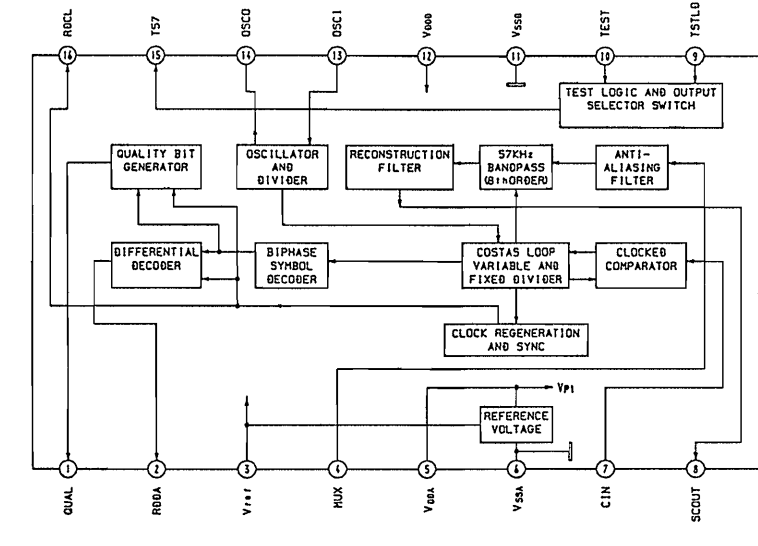 RDCL
T57
OSCO
OSCI
VDDD
VSSD
TEST
TSTLD
16
15
14
13
12
11
10
9
TEST LOGIC AND OUTPUT
SELECTOR SWITCH
QUALITY BIT
GENERATOR
OSCILLATOR
AND
DIVIDER
RECONSTRUCTION
FILTER
57KHz
BANDPASS
(8thORDER)
ANTI-
ALIASING
FILTER
DIFFERENTIAL
DECODER
BIPHASE
SYMBOL
DECODER
COSTAS LOOP
VARIABLE AND
FIXED DIVIDER
CLOCKED
COMPARATOR
CLOCK REGENERATION
AND SYNC
VP1
REFERENCE
VOLTAGE
1
2
3
4
5
6
7
8
QUAL
RDDA
Vref
MUX
VDDA
VSSA
CIN
SCOUT